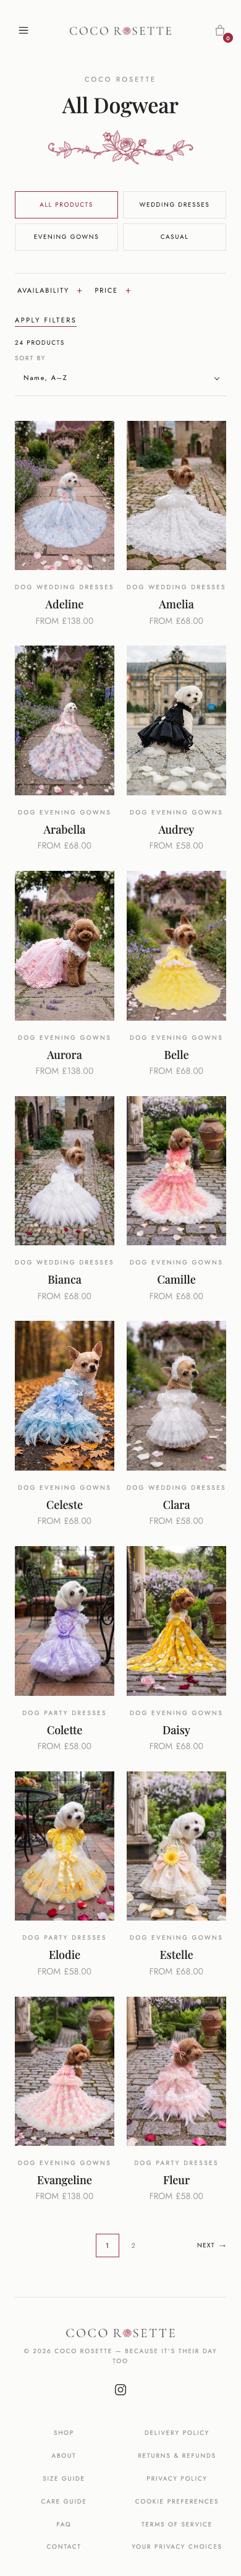 COCO ROSETTE
0
COCO ROSETTE
All Dogwear
ALL PRODUCTS
WEDDING DRESSES
EVENING GOWNS
CASUAL
AVAILABILITY +
PRICE +
APPLY FILTERS
24 PRODUCTS
SORT BY
Name, A–Z
DOG WEDDING DRESSES
Adeline
FROM £138.00
DOG WEDDING DRESSES
Amelia
FROM £68.00
DOG EVENING GOWNS
Arabella
FROM £68.00
DOG EVENING GOWNS
Audrey
FROM £58.00
DOG EVENING GOWNS
Aurora
FROM £138.00
DOG EVENING GOWNS
Belle
FROM £68.00
DOG WEDDING DRESSES
Bianca
FROM £68.00
DOG EVENING GOWNS
Camille
FROM £68.00
DOG EVENING GOWNS
Celeste
FROM £68.00
DOG WEDDING DRESSES
Clara
FROM £58.00
DOG PARTY DRESSES
Colette
FROM £58.00
DOG EVENING GOWNS
Daisy
FROM £68.00
DOG PARTY DRESSES
Elodie
FROM £58.00
DOG EVENING GOWNS
Estelle
FROM £68.00
DOG EVENING GOWNS
Evangeline
FROM £138.00
DOG PARTY DRESSES
Fleur
FROM £58.00
1
2
NEXT →
COCO ROSETTE
© 2026 COCO ROSETTE — BECAUSE IT'S THEIR DAY
TOO
SHOP
DELIVERY POLICY
ABOUT
RETURNS & REFUNDS
SIZE GUIDE
PRIVACY POLICY
CARE GUIDE
COOKIE PREFERENCES
FAQ
TERMS OF SERVICE
CONTACT
YOUR PRIVACY CHOICES